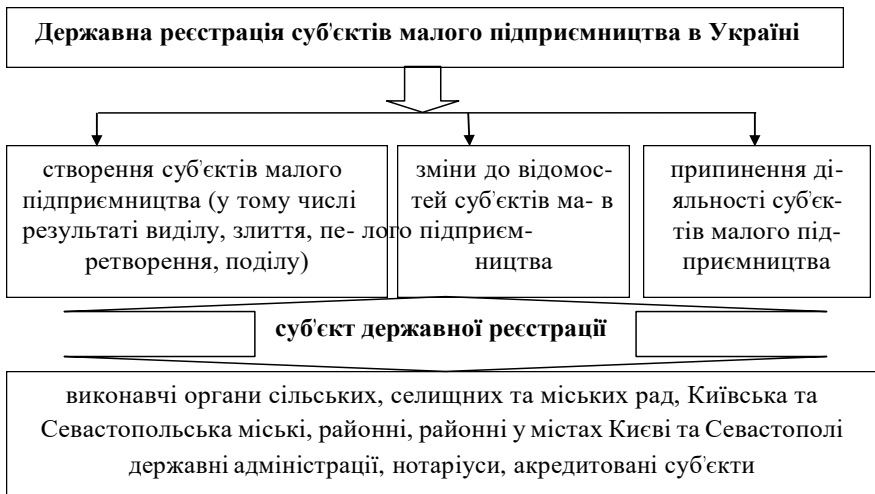 Державна реєстрація суб'єктів малого підприємництва в Україні
створення суб'єктів малого
підприємництва (у тому числі
результаті виділу, злиття, пе-
ретворення, поділу)
зміни до відомос-
тей суб'єктів ма- в
лого підприєм-
ництва
припинення ді-
яльності суб'єк-
тів малого під-
приємництва
суб'єкт державної реєстрації
виконавчі органи сільських, селищних та міських рад, Київська та
Севастопольська міські, районні, районні у містах Києві та Севастополі
державні адміністрації, нотаріуси, акредитовані суб'єкти